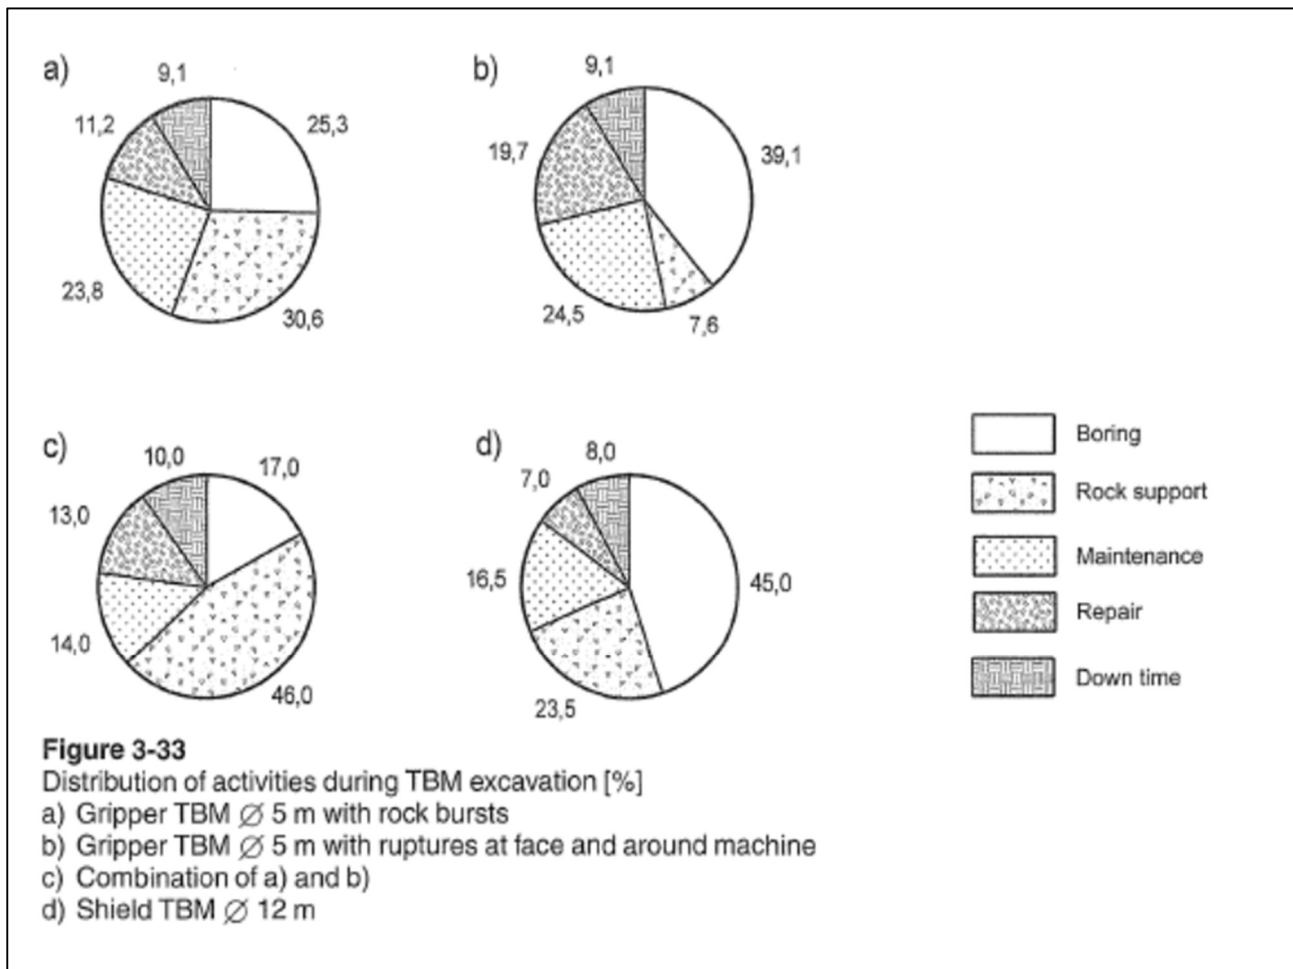 a)
9,1
11,2
25,3
23,8
30,6
b)
9,1
19,7
39,1
24,5
7,6
c)
10,0
17,0
13,0
14,0
46,0
d)
8,0
7,0
16,5
45,0
23,5
Boring
Rock support
Maintenance
Repair
Down time
Figure 3-33
Distribution of activities during TBM excavation [%]
a) Gripper TBM ∅ 5 m with rock bursts
b) Gripper TBM ∅ 5 m with ruptures at face and around machine
c) Combination of a) and b)
d) Shield TBM ∅ 12 m